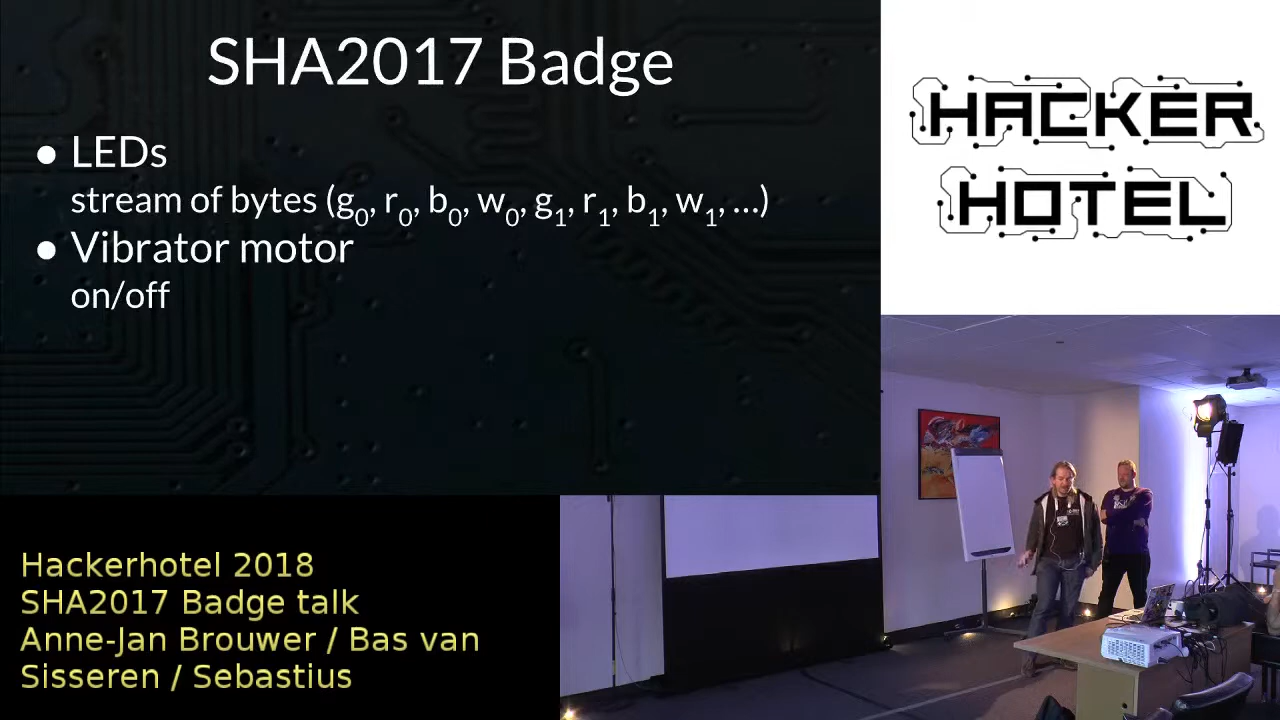 SHA2017 Badge
● LEDs
stream of bytes (g₀, r₀, b₀, w₀, g₁, r₁, b₁, w₁, ...)
● Vibrator motor
on/off
HACKER
HOTEL
Hackerhotel 2018
SHA2017 Badge talk
Anne-Jan Brouwer / Bas van
Sisseren / Sebastius